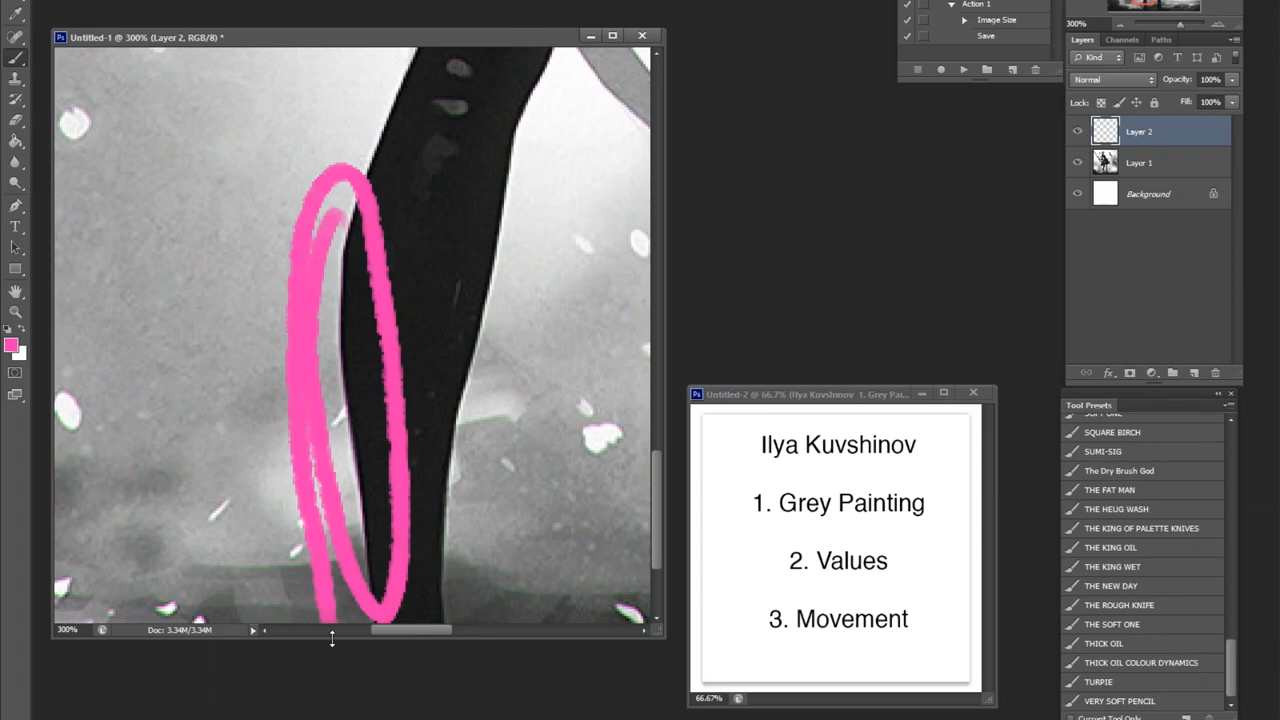 Action 1
Image Size
Save
Untitled-1 @ 300% (Layer 2, RGB/8) *
300%
Layers Channels Paths
Kind
Normal Opacity: 100%
Lock: Fill: 100%
Layer 2
Layer 1
Background
Untitled-2 @ 66.7% (Ilya Kuvshinov 1. Grey Pai...
Ilya Kuvshinov
1. Grey Painting
2. Values
3. Movement
66.67%
300% Doc: 3.34M/3.34M
Tool Presets
SOFT ONE
SQUARE BIRCH
SUMI-SIG
The Dry Brush God
THE FAT MAN
THE HEUG WASH
THE KING OF PALETTE KNIVES
THE KING OIL
THE KING WET
THE NEW DAY
THE ROUGH KNIFE
THE SOFT ONE
THICK OIL
THICK OIL COLOUR DYNAMICS
TURPIE
VERY SOFT PENCIL
Current Tool Only